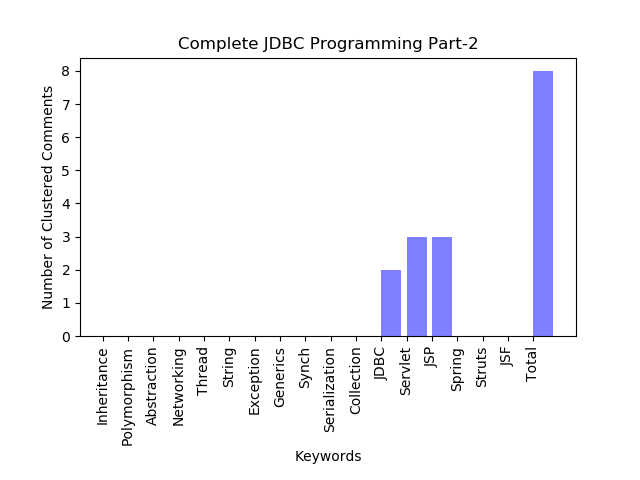 Complete JDBC Programming Part-2
Number of Clustered Comments
8
7
6
5
4
3
2
1
0
Inheritance
Polymorphism
Abstraction
Networking
Thread
String
Exception
Generics
Synch
Serialization
Collection
JDBC
Servlet
JSP
Spring
Struts
JSF
Total
Keywords